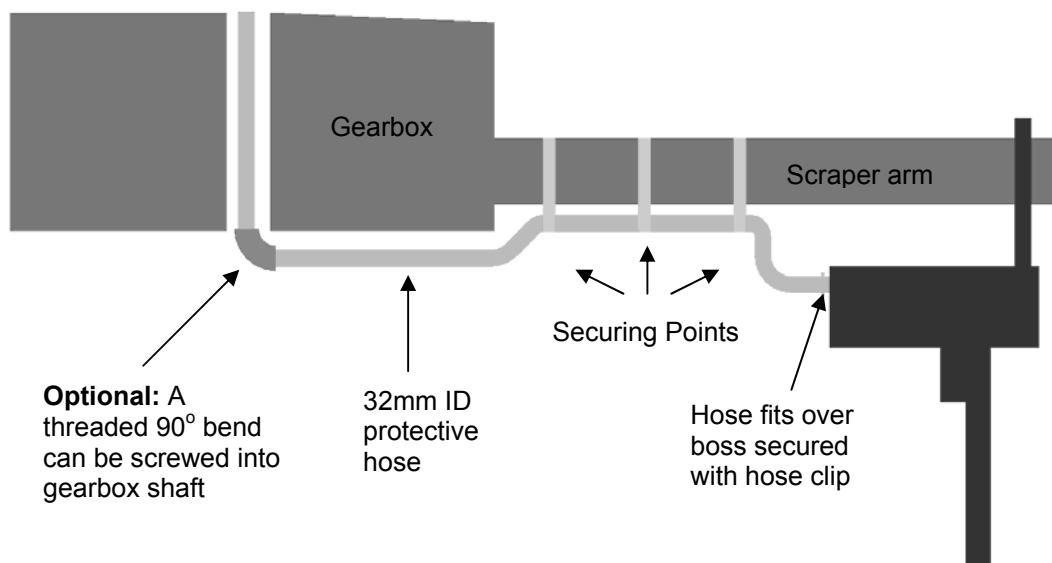 Gearbox
Scraper arm
Securing Points
Optional: A
threaded 90° bend
can be screwed into
gearbox shaft
32mm ID
protective
hose
Hose fits over
boss secured
with hose clip